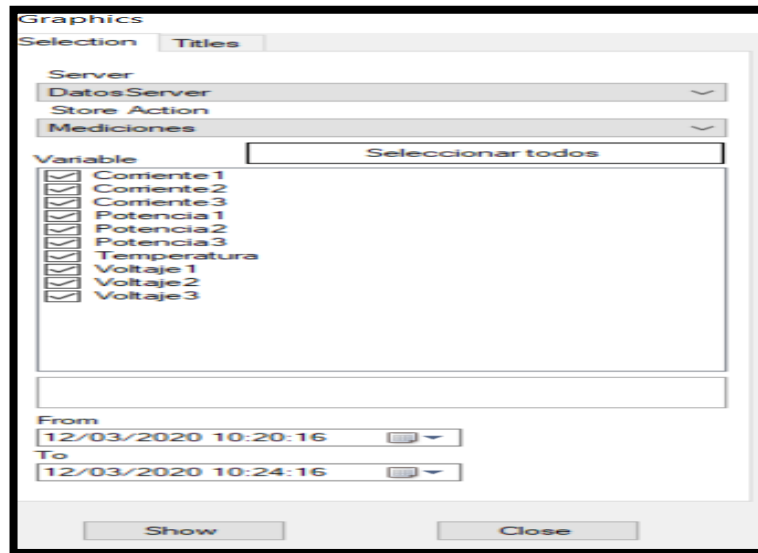 Graphics
Selection Titles
Server
DatosServer
Store Action
Mediciones
Variable Seleccionar todos
Corriente1
Corriente2
Corriente3
Potencia1
Potencia2
Potencia3
Temperatura
Voltaje1
Voltaje2
Voltaje3
From
12/03/2020 10:20:16
To
12/03/2020 10:24:16
Show Close